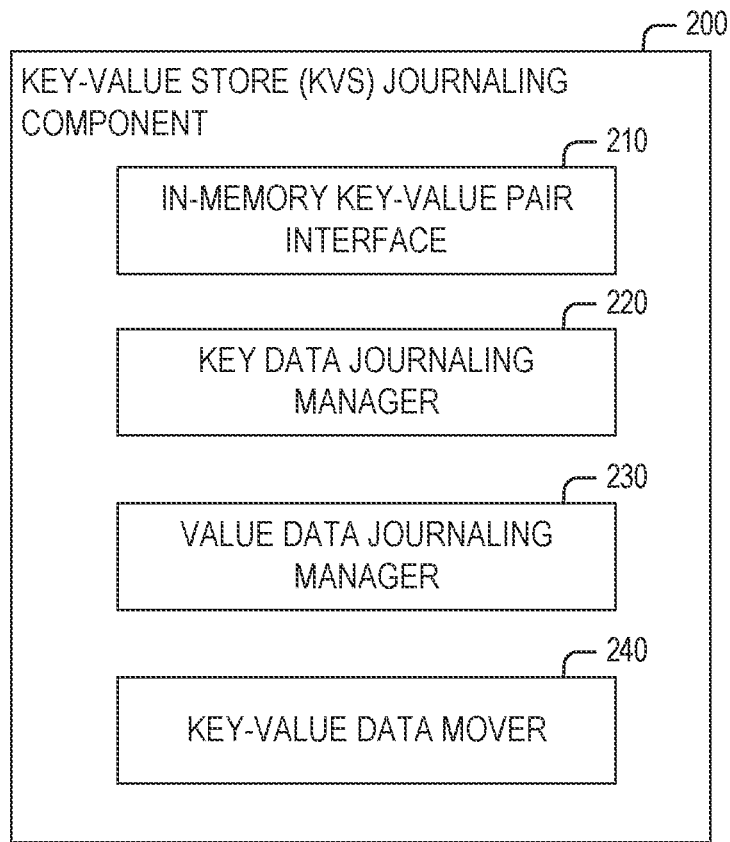 200
KEY-VALUE STORE (KVS) JOURNALING
COMPONENT
210
IN-MEMORY KEY-VALUE PAIR
INTERFACE
220
KEY DATA JOURNALING
MANAGER
230
VALUE DATA JOURNALING
MANAGER
240
KEY-VALUE DATA MOVER